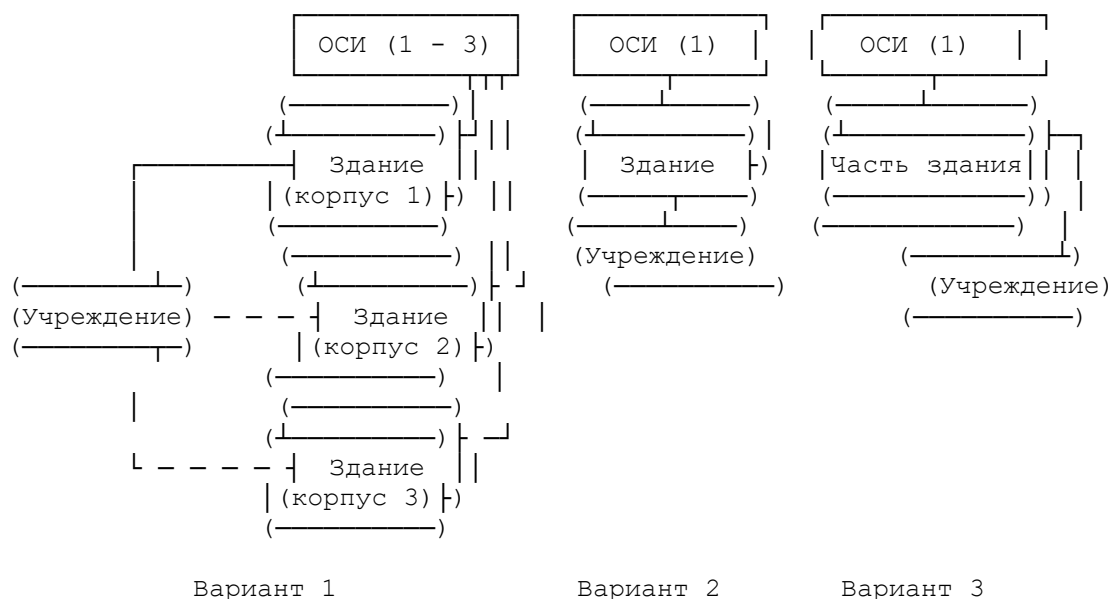 ОСИ (1 - 3) ОСИ (1) ОСИ (1)
Здание Здание Часть здания
(корпус 1)
(Учреждение)
(Учреждение)
(Учреждение) Здание
(корпус 2)
Здание
(корпус 3)
Вариант 1 Вариант 2 Вариант 3